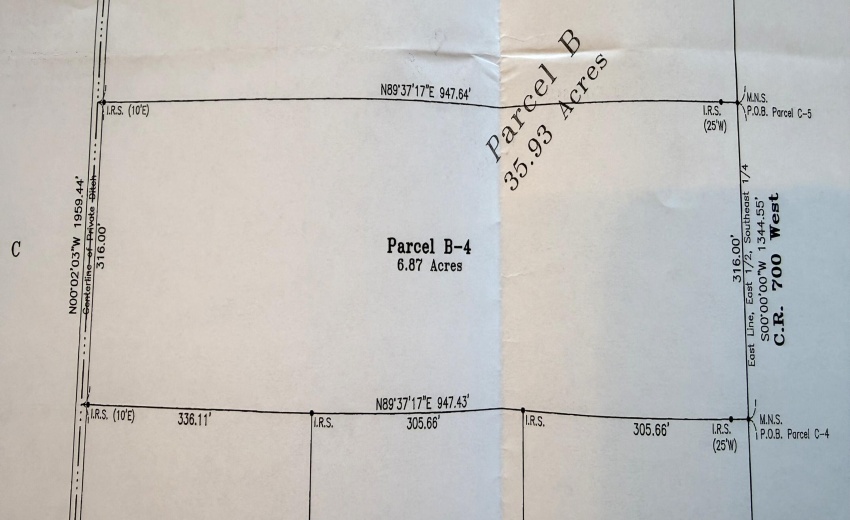 Parcel B
35.93 Acres
N89°37'17"E 947.64'
I.R.S. (10'E)
I.R.S.
(25'W)
M.N.S.
P.O.B. Parcel C-5
N00°02'03"W 1959.44'
Centerline of Private Ditch
316.00'
C
Parcel B-4
6.87 Acres
316.00'
East Line, East 1/2, Southeast 1/4
S00°00'00"W 1344.55'
C.R. 700 West
N89°37'17"E 947.43'
I.R.S. (10'E)
336.11'
I.R.S.
305.66'
I.R.S.
305.66'
I.R.S.
(25'W)
M.N.S.
P.O.B. Parcel C-4